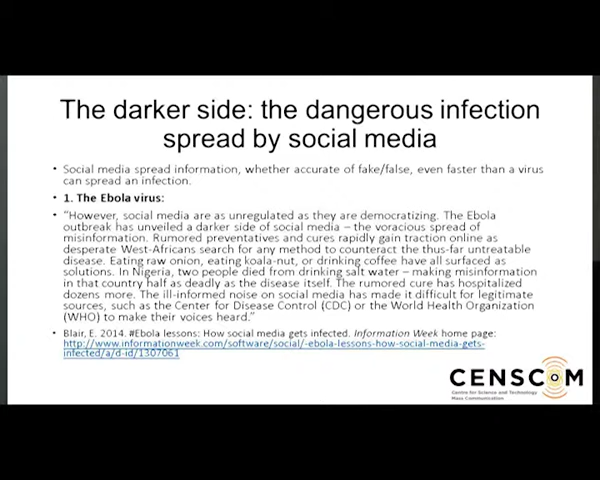 The darker side: the dangerous infection
spread by social media
• Social media spread information, whether accurate of fake/false, even faster than a virus
can spread an infection.
• 1. The Ebola virus:
• "However, social media are as unregulated as they are democratizing. The Ebola
outbreak has unveiled a darker side of social media – the voracious spread of
misinformation. Rumored preventatives and cures rapidly gain traction online as
desperate West-Africans search for any method to counteract the thus-far untreatable
disease. Eating raw onion, eating koala-nut, or drinking coffee have all surfaced as
solutions. In Nigeria, two people died from drinking salt water – making misinformation
in that country half as deadly as the disease itself. The rumored cure has hospitalized
dozens more. The ill-informed noise on social media has made it difficult for legitimate
sources, such as the Center for Disease Control (CDC) or the World Health Organization
(WHO) to make their voices heard."
• Blair, E. 2014. #Ebola lessons: How social media gets infected. Information Week home page:
http://www.informationweek.com/software/social/-ebola-lessons-how-social-media-gets-
infected/a/d-id/1307061
CENSCOM
Centre for Science and Technology
Mass Communication